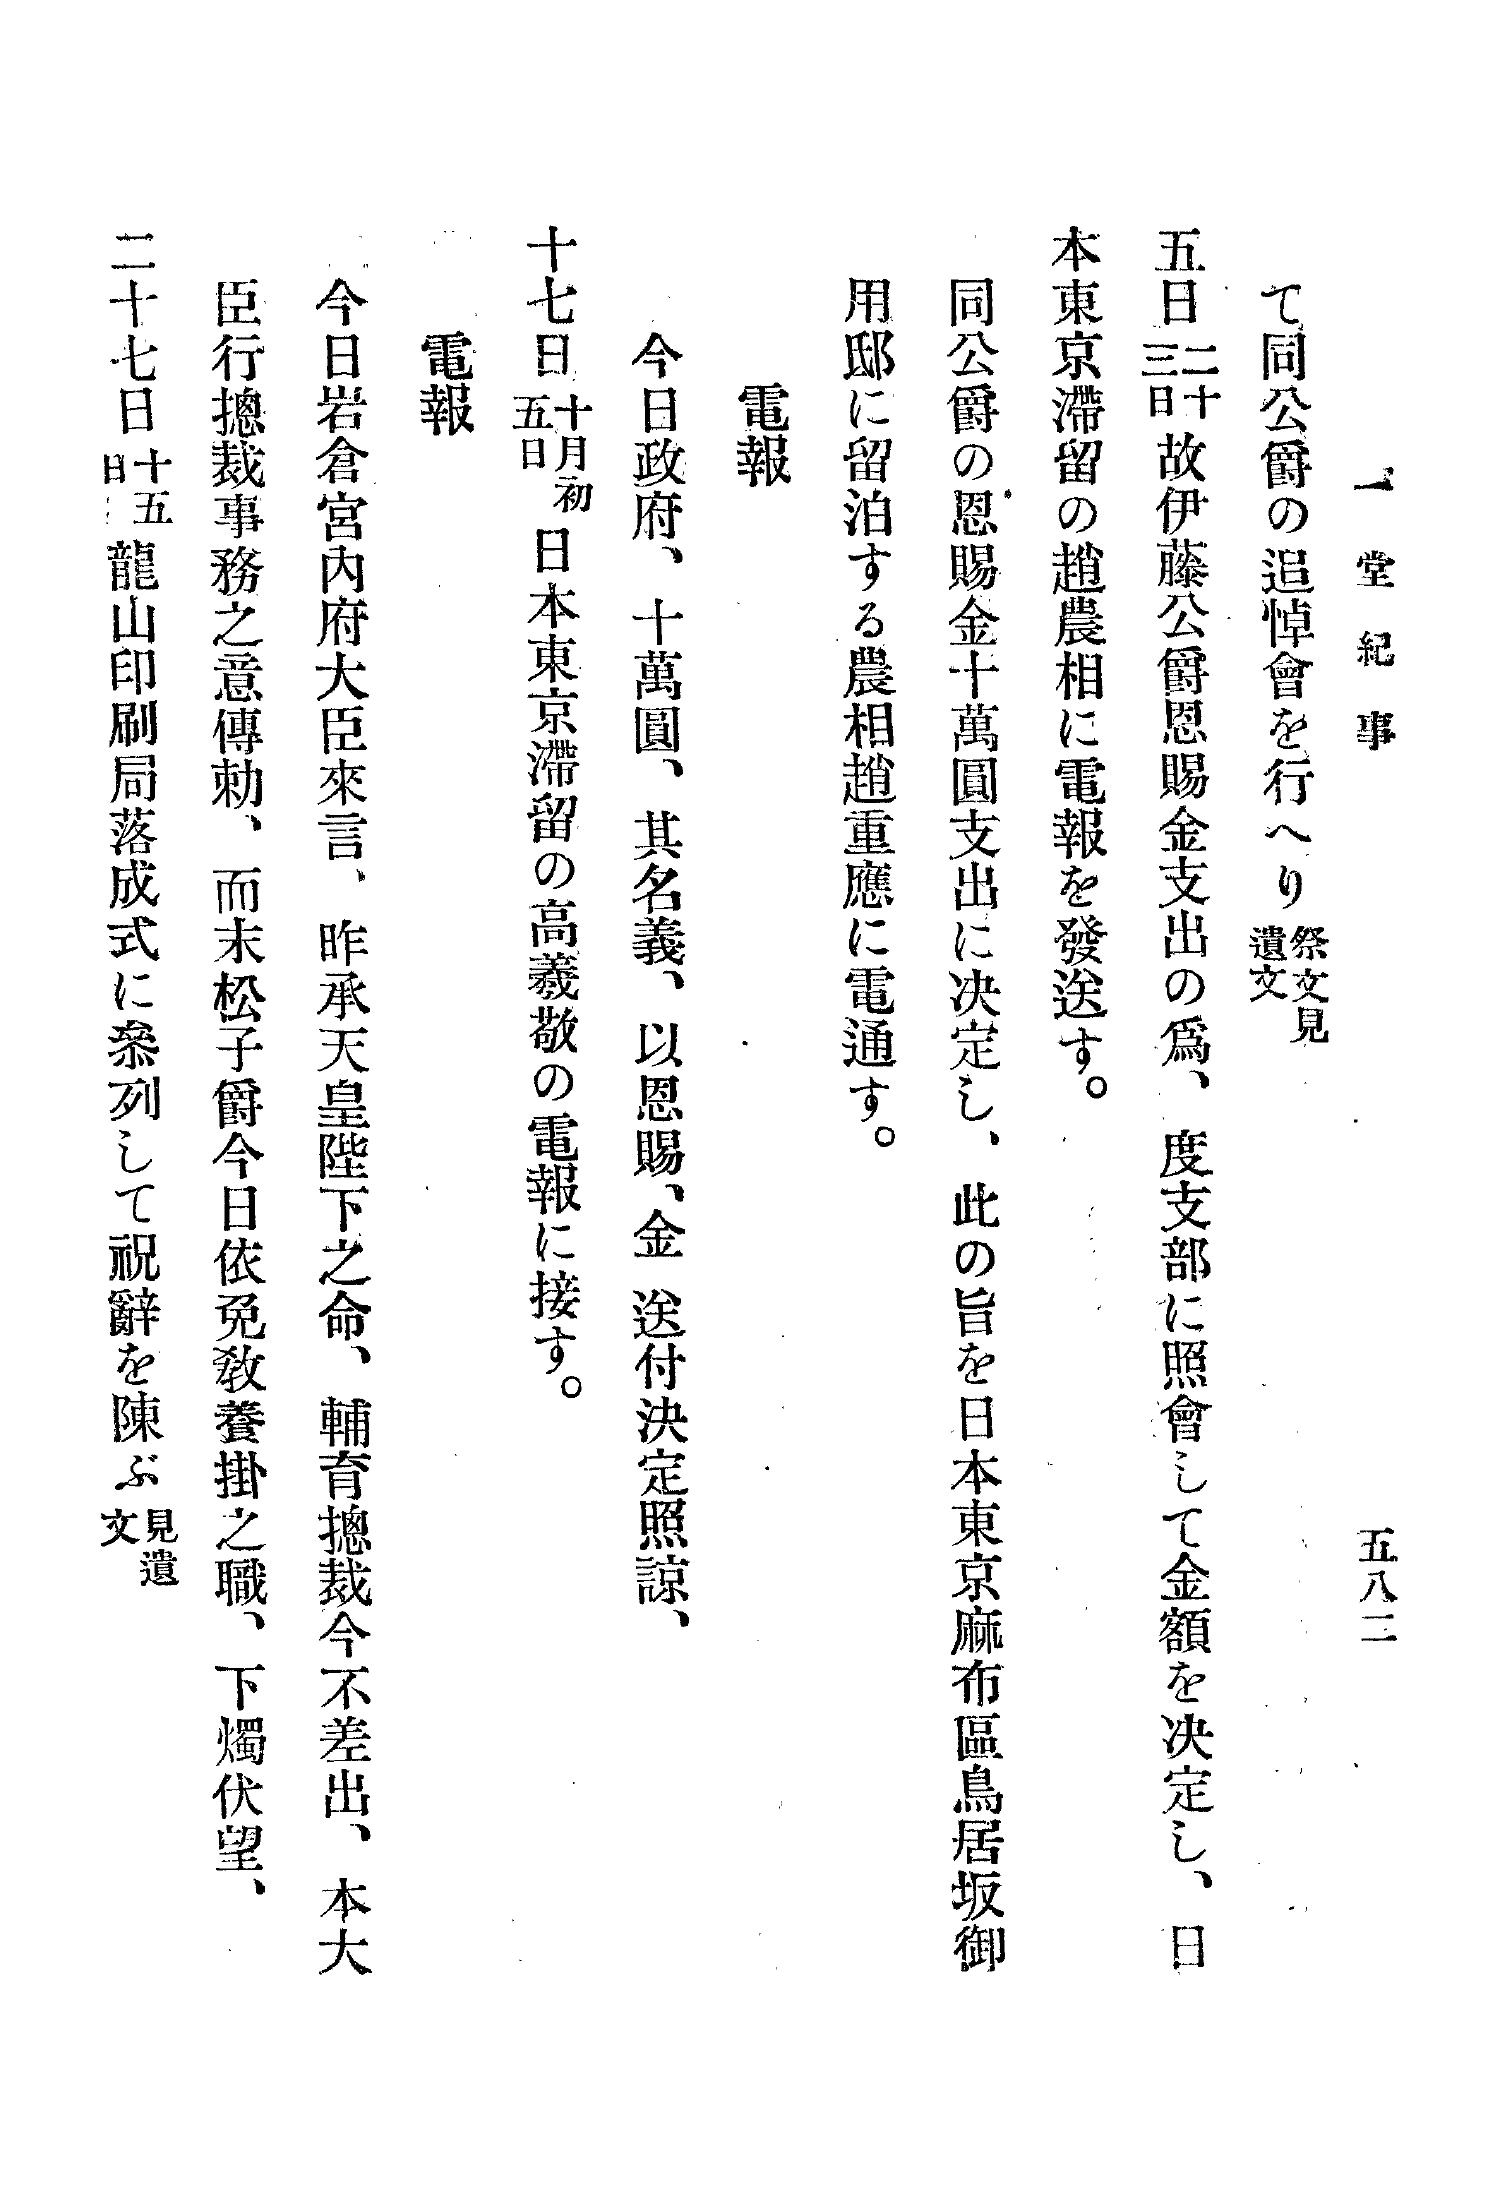 一堂紀事
五八二
て同公爵の追悼會を行へり祭文見遺文
五日二十三日故伊藤公爵恩賜金支出の爲、度支部に照會して金額を决定し、日
本東京滯留の趙農相に電報を發送す。
同公爵の恩賜金十萬圓支出に决定し、此の旨を日本東京麻布區鳥居坂御
用邸に留泊する農相趙重應に電通す。
電報
今日政府、十萬圓、其名義、以恩賜、金送付決定照諒、
十七日十月初五日日本東京滯留の高羲敬の電報に接す。
電報
今日岩倉宮內府大臣來言、昨承天皇陛下之命、輔育摠裁今不差出、本大
臣行摠裁事務之意傳勅、而末松子爵今日依免敎養掛之職、下燭伏望、
二十七日十五日龍山印刷局落成式に叅列して祝辭を陳ぶ見遺文